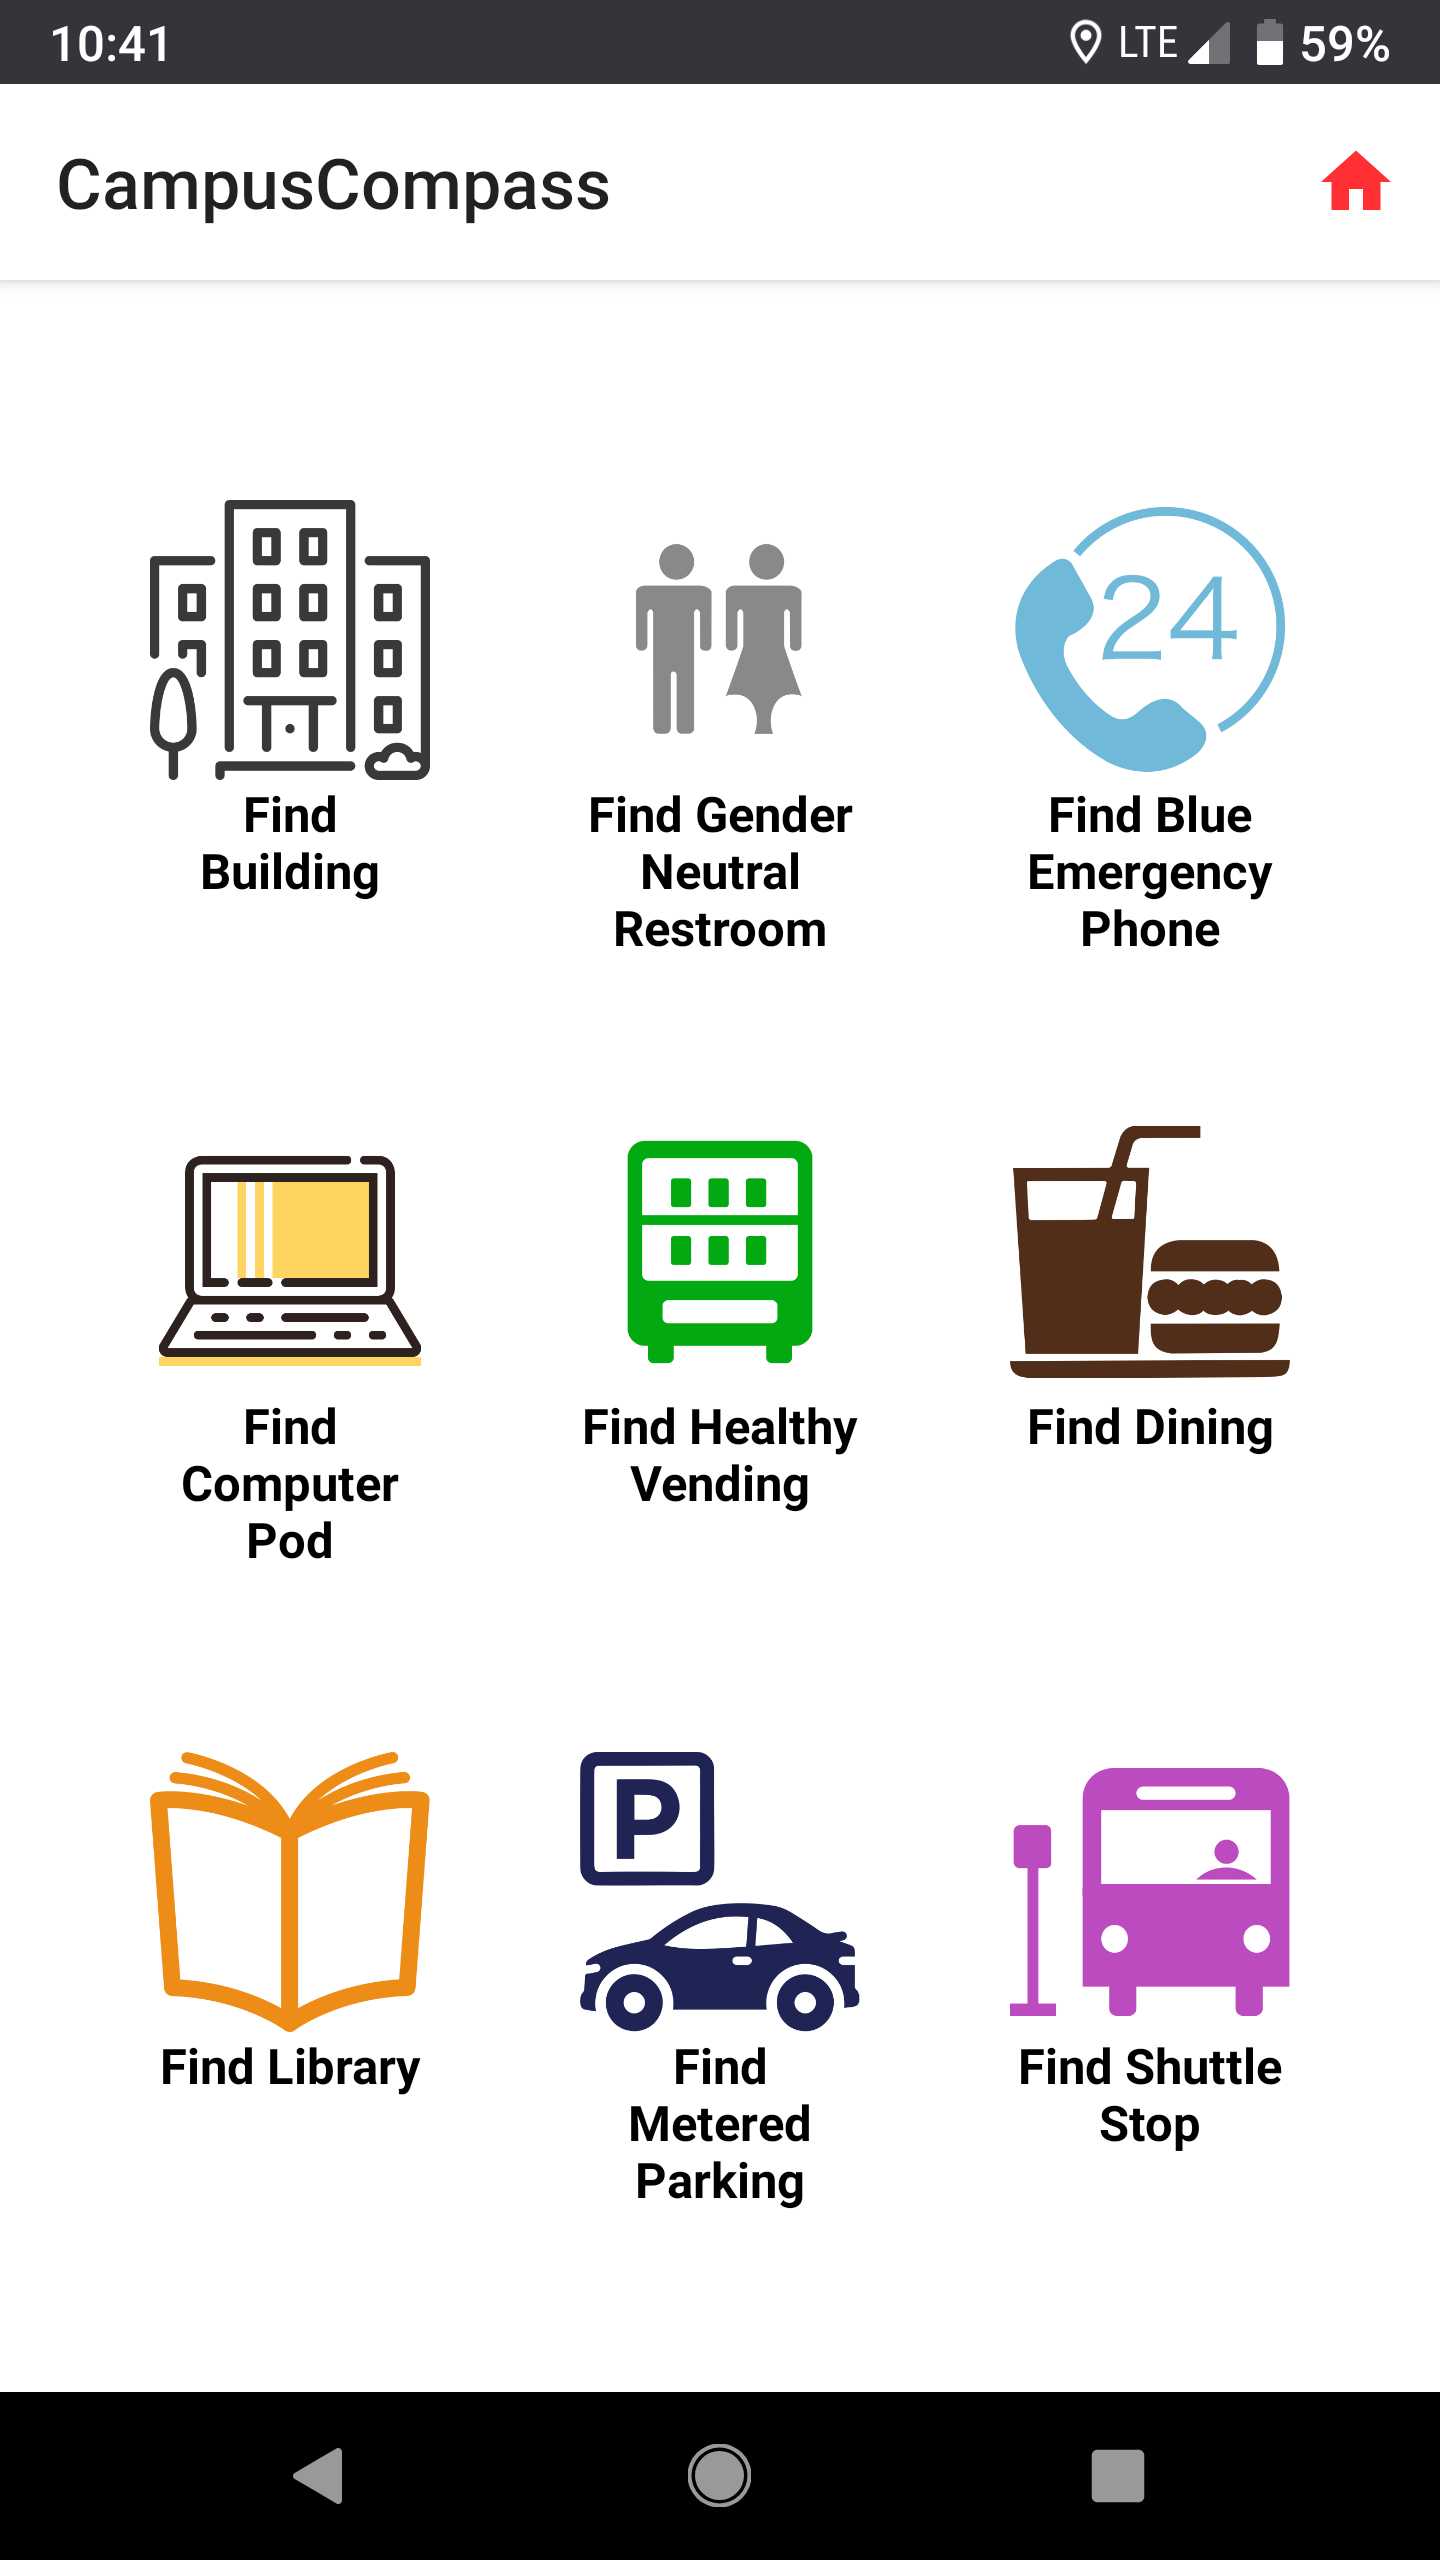 10:41 LTE 59%
CampusCompass
24
Find
Building
Find Gender
Neutral
Restroom
Find Blue
Emergency
Phone
Find
Computer
Pod
Find Healthy
Vending
Find Dining
P
Find Library
Find
Metered
Parking
Find Shuttle
Stop